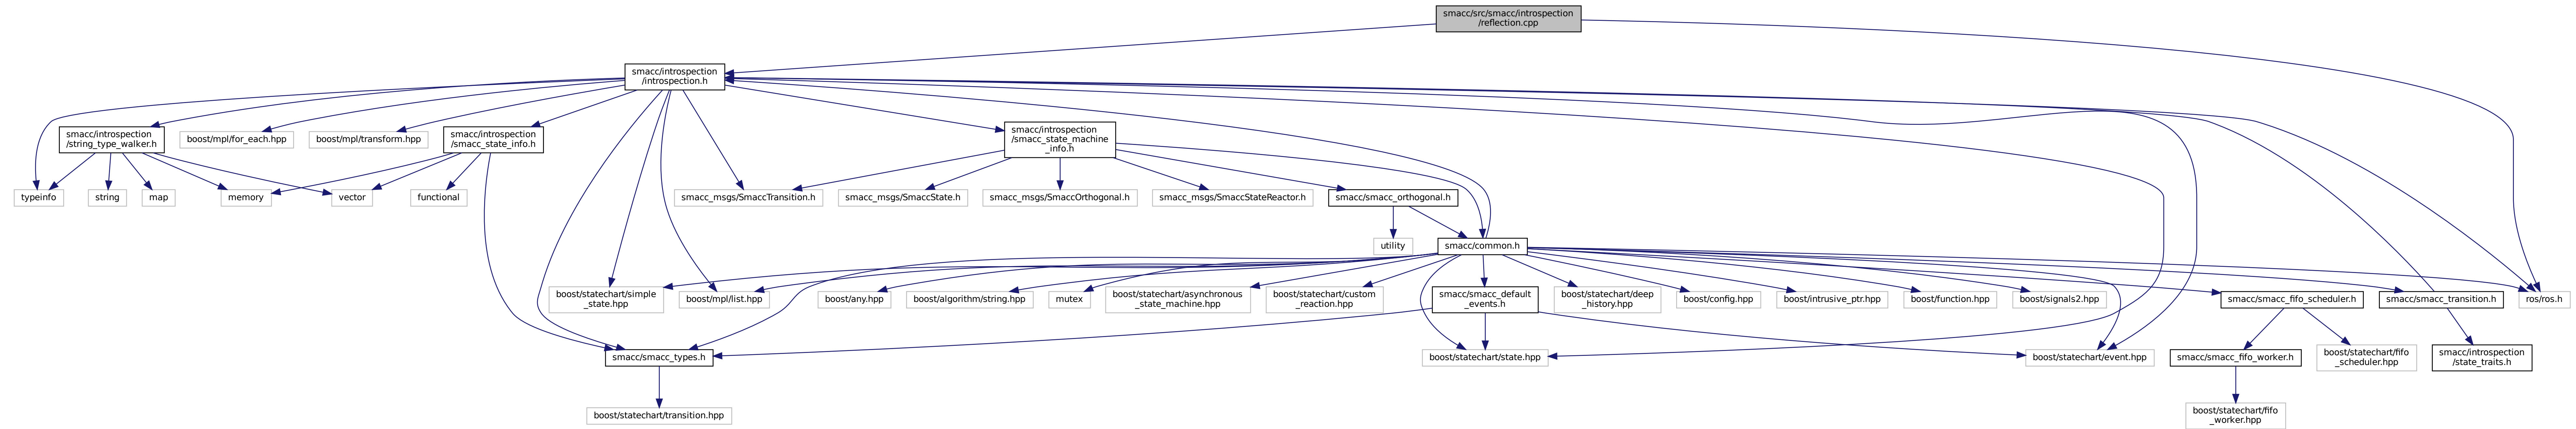 smacc/src/smacc/introspection
/reflection.cpp
smacc/introspection
/introspection.h
smacc/introspection
/string_type_walker.h
boost/mpl/for_each.hpp
boost/mpl/transform.hpp
smacc/introspection
/smacc_state_info.h
smacc/introspection
/smacc_state_machine
_info.h
typeinfo
string
map
memory
vector
functional
smacc_msgs/SmaccTransition.h
smacc_msgs/SmaccState.h
smacc_msgs/SmaccOrthogonal.h
smacc_msgs/SmaccStateReactor.h
smacc/smacc_orthogonal.h
utility
smacc/common.h
boost/statechart/simple
_state.hpp
boost/mpl/list.hpp
boost/any.hpp
boost/algorithm/string.hpp
mutex
boost/statechart/asynchronous
_state_machine.hpp
boost/statechart/custom
_reaction.hpp
smacc/smacc_default
_events.h
boost/statechart/deep
_history.hpp
boost/config.hpp
boost/intrusive_ptr.hpp
boost/function.hpp
boost/signals2.hpp
smacc/smacc_fifo_scheduler.h
smacc/smacc_transition.h
ros/ros.h
smacc/smacc_types.h
boost/statechart/state.hpp
boost/statechart/event.hpp
smacc/smacc_fifo_worker.h
boost/statechart/fifo
_scheduler.hpp
smacc/introspection
/state_traits.h
boost/statechart/transition.hpp
boost/statechart/fifo
_worker.hpp